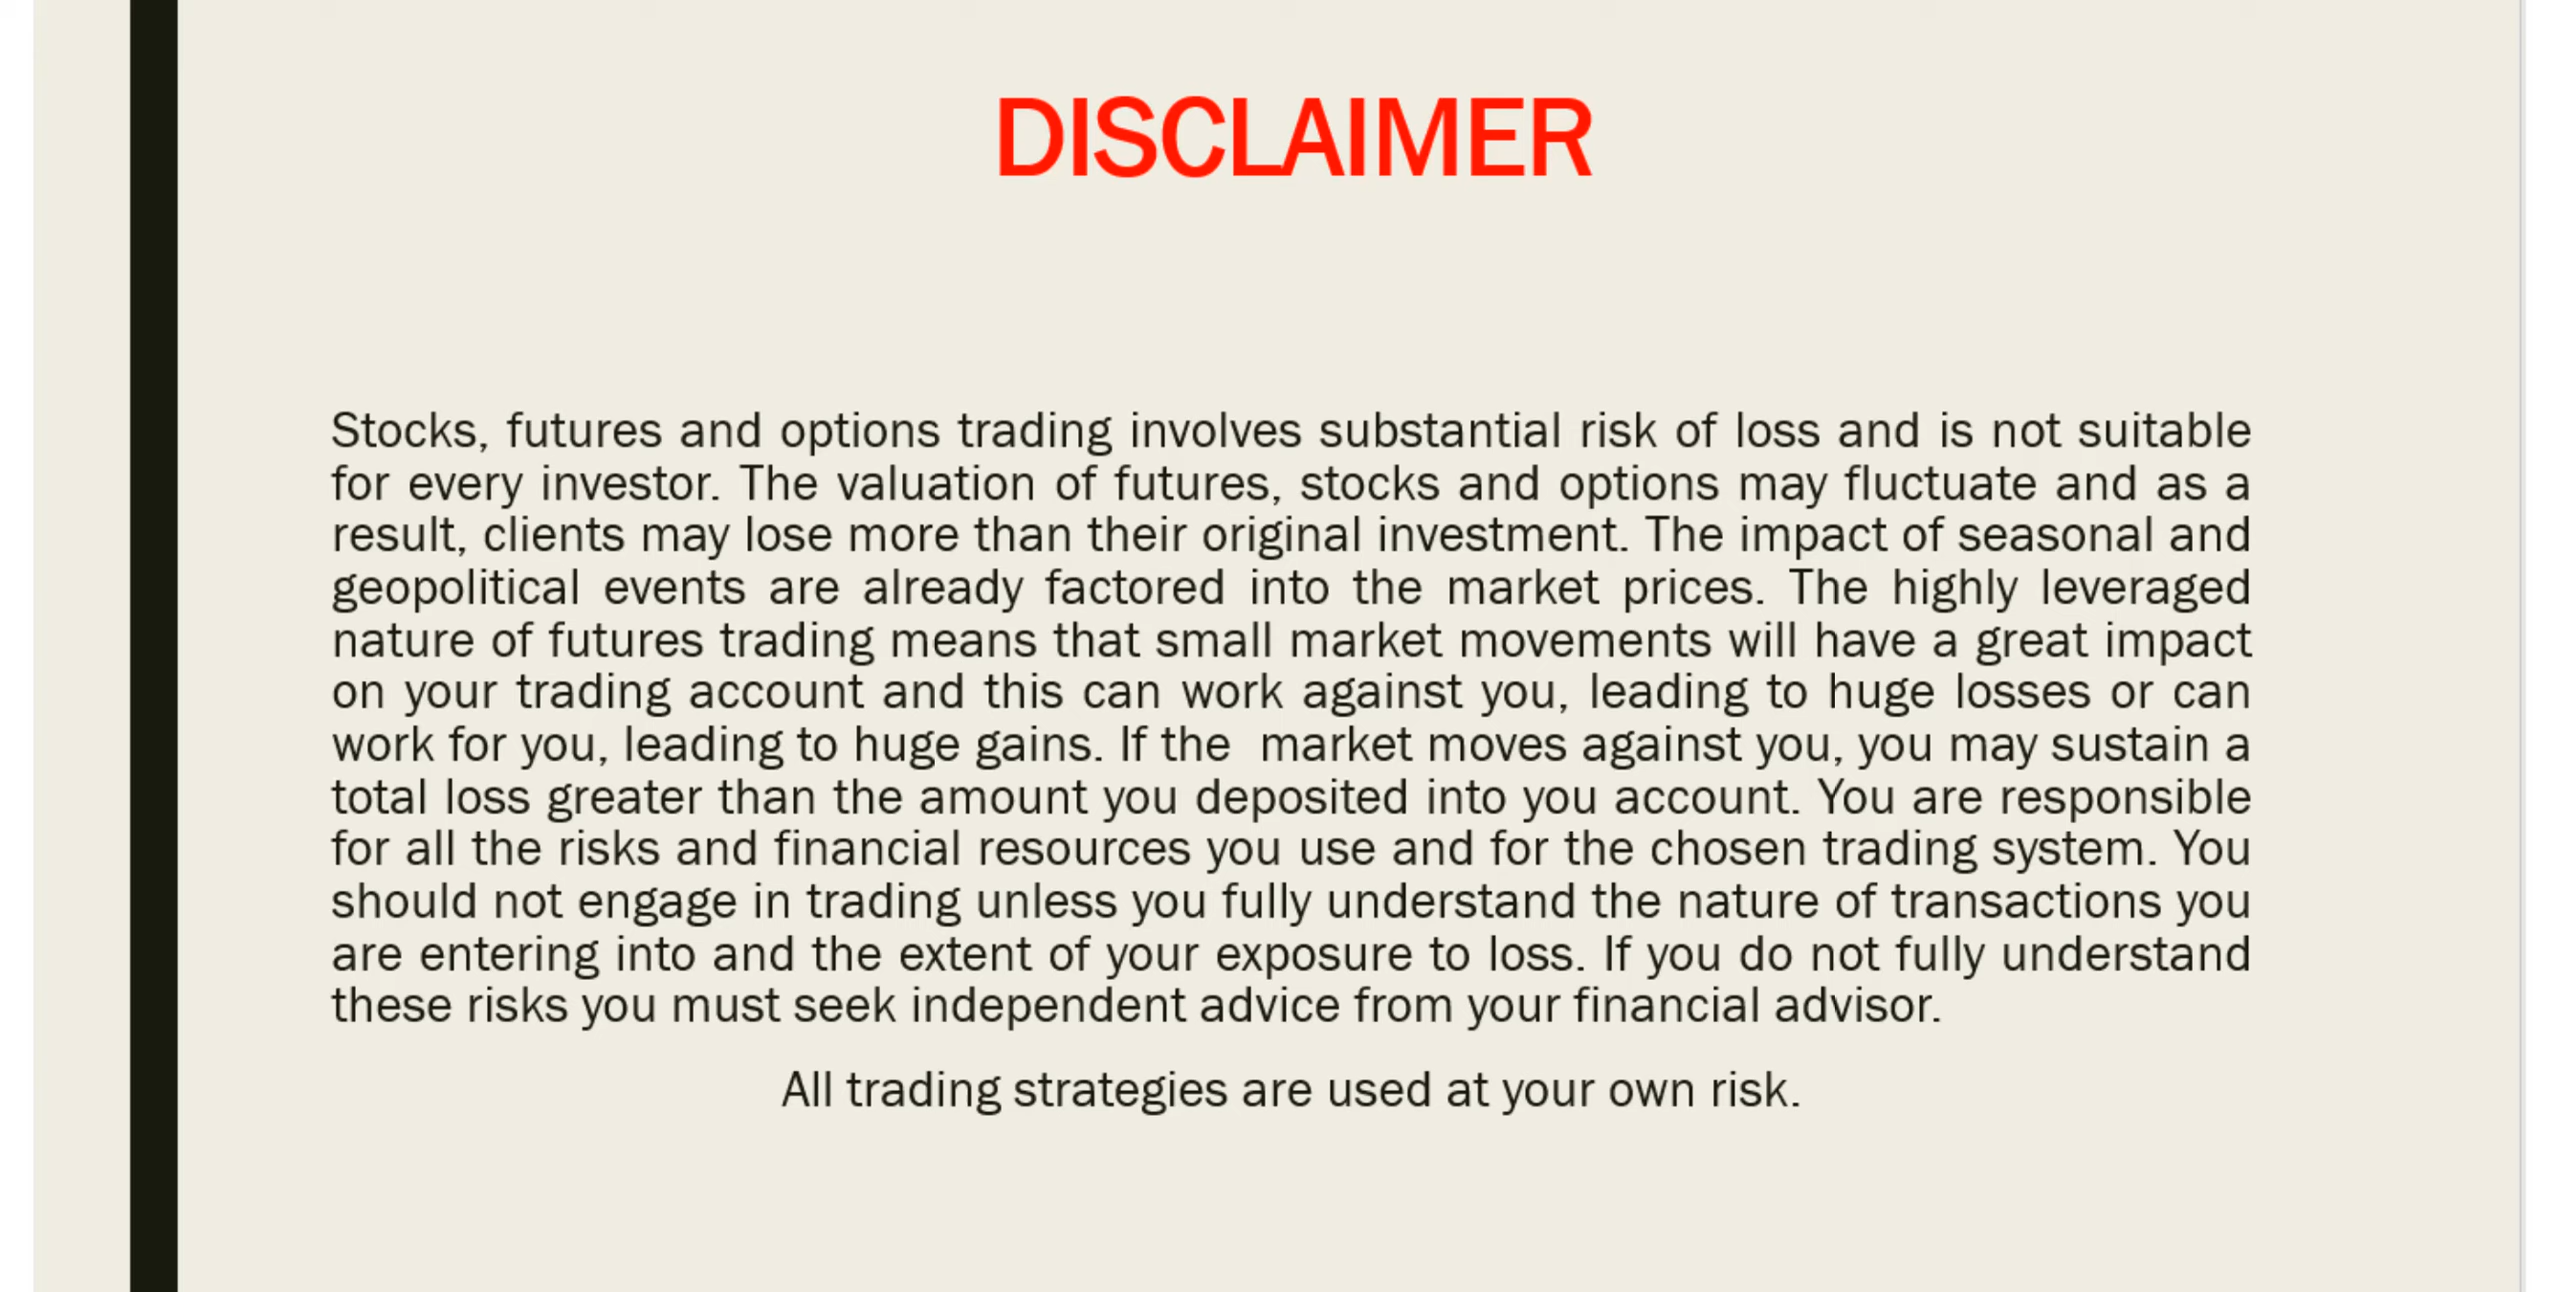 DISCLAIMER
Stocks, futures and options trading involves substantial risk of loss and is not suitable
for every investor. The valuation of futures, stocks and options may fluctuate and as a
result, clients may lose more than their original investment. The impact of seasonal and
geopolitical events are already factored into the market prices. The highly leveraged
nature of futures trading means that small market movements will have a great impact
on your trading account and this can work against you, leading to huge losses or can
work for you, leading to huge gains. If the  market moves against you, you may sustain a
total loss greater than the amount you deposited into you account. You are responsible
for all the risks and financial resources you use and for the chosen trading system. You
should not engage in trading unless you fully understand the nature of transactions you
are entering into and the extent of your exposure to loss. If you do not fully understand
these risks you must seek independent advice from your financial advisor.
All trading strategies are used at your own risk.